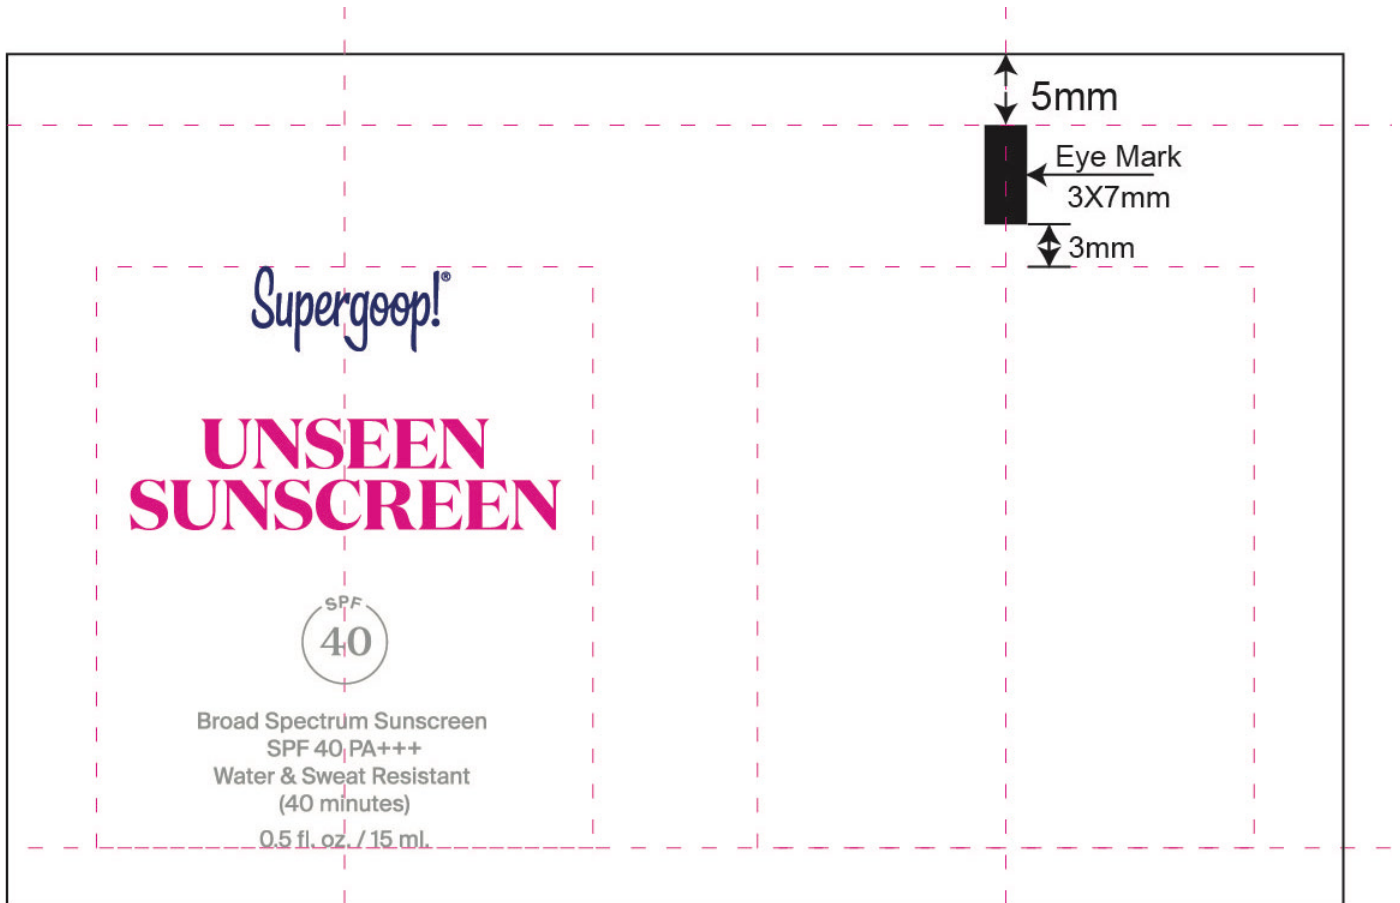 5mm
Eye Mark
3X7mm
3mm
Supergoop!®
UNSEEN
SUNSCREEN
SPF
40
Broad Spectrum Sunscreen
SPF 40 PA+++
Water & Sweat Resistant
(40 minutes)
0.5 fl. oz. / 15 ml.